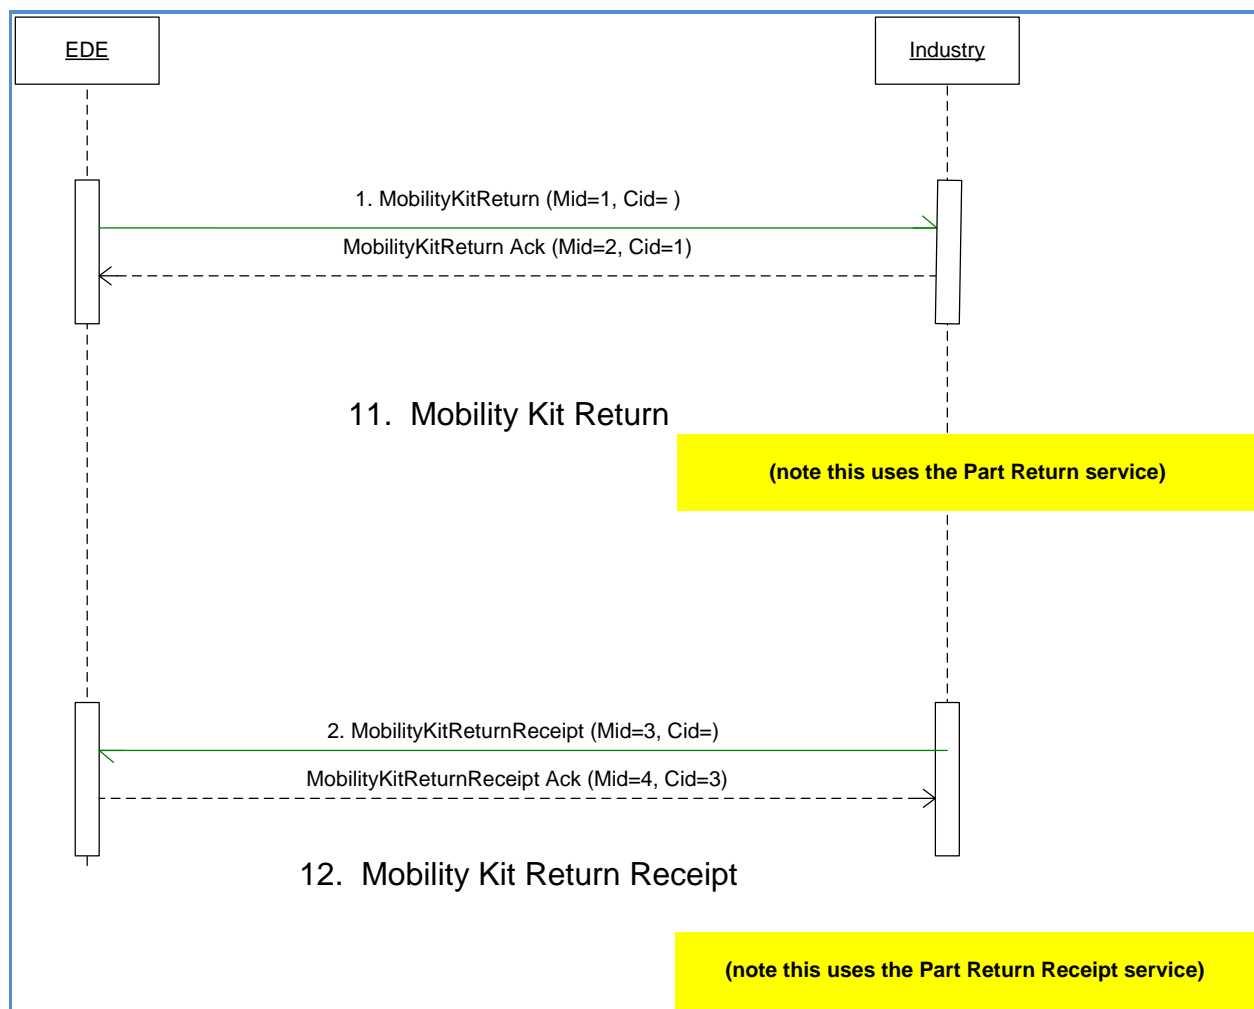 EDE
Industry
1. MobilityKitReturn (Mid=1, Cid= )
MobilityKitReturn Ack (Mid=2, Cid=1)
11. Mobility Kit Return
(note this uses the Part Return service)
2. MobilityKitReturnReceipt (Mid=3, Cid=)
MobilityKitReturnReceipt Ack (Mid=4, Cid=3)
12. Mobility Kit Return Receipt
(note this uses the Part Return Receipt service)